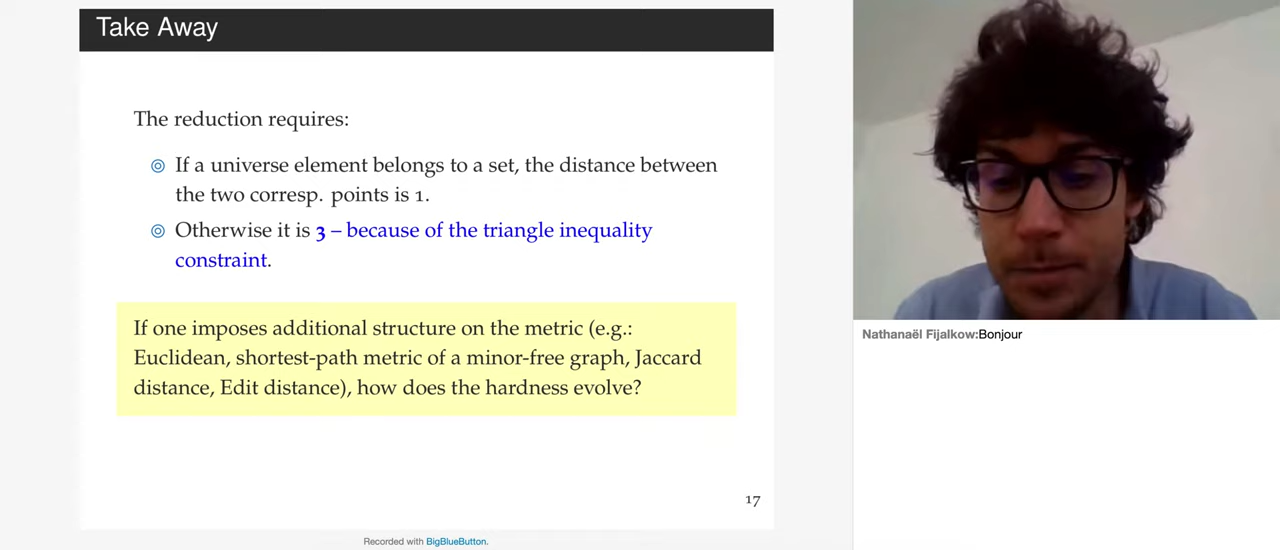 Take Away
The reduction requires:
◎ If a universe element belongs to a set, the distance between
the two corresp. points is 1.
◎ Otherwise it is 3 – because of the triangle inequality
constraint.
If one imposes additional structure on the metric (e.g.:
Euclidean, shortest-path metric of a minor-free graph, Jaccard
distance, Edit distance), how does the hardness evolve?
17
Recorded with BigBlueButton.
Nathanaël Fijalkow:Bonjour